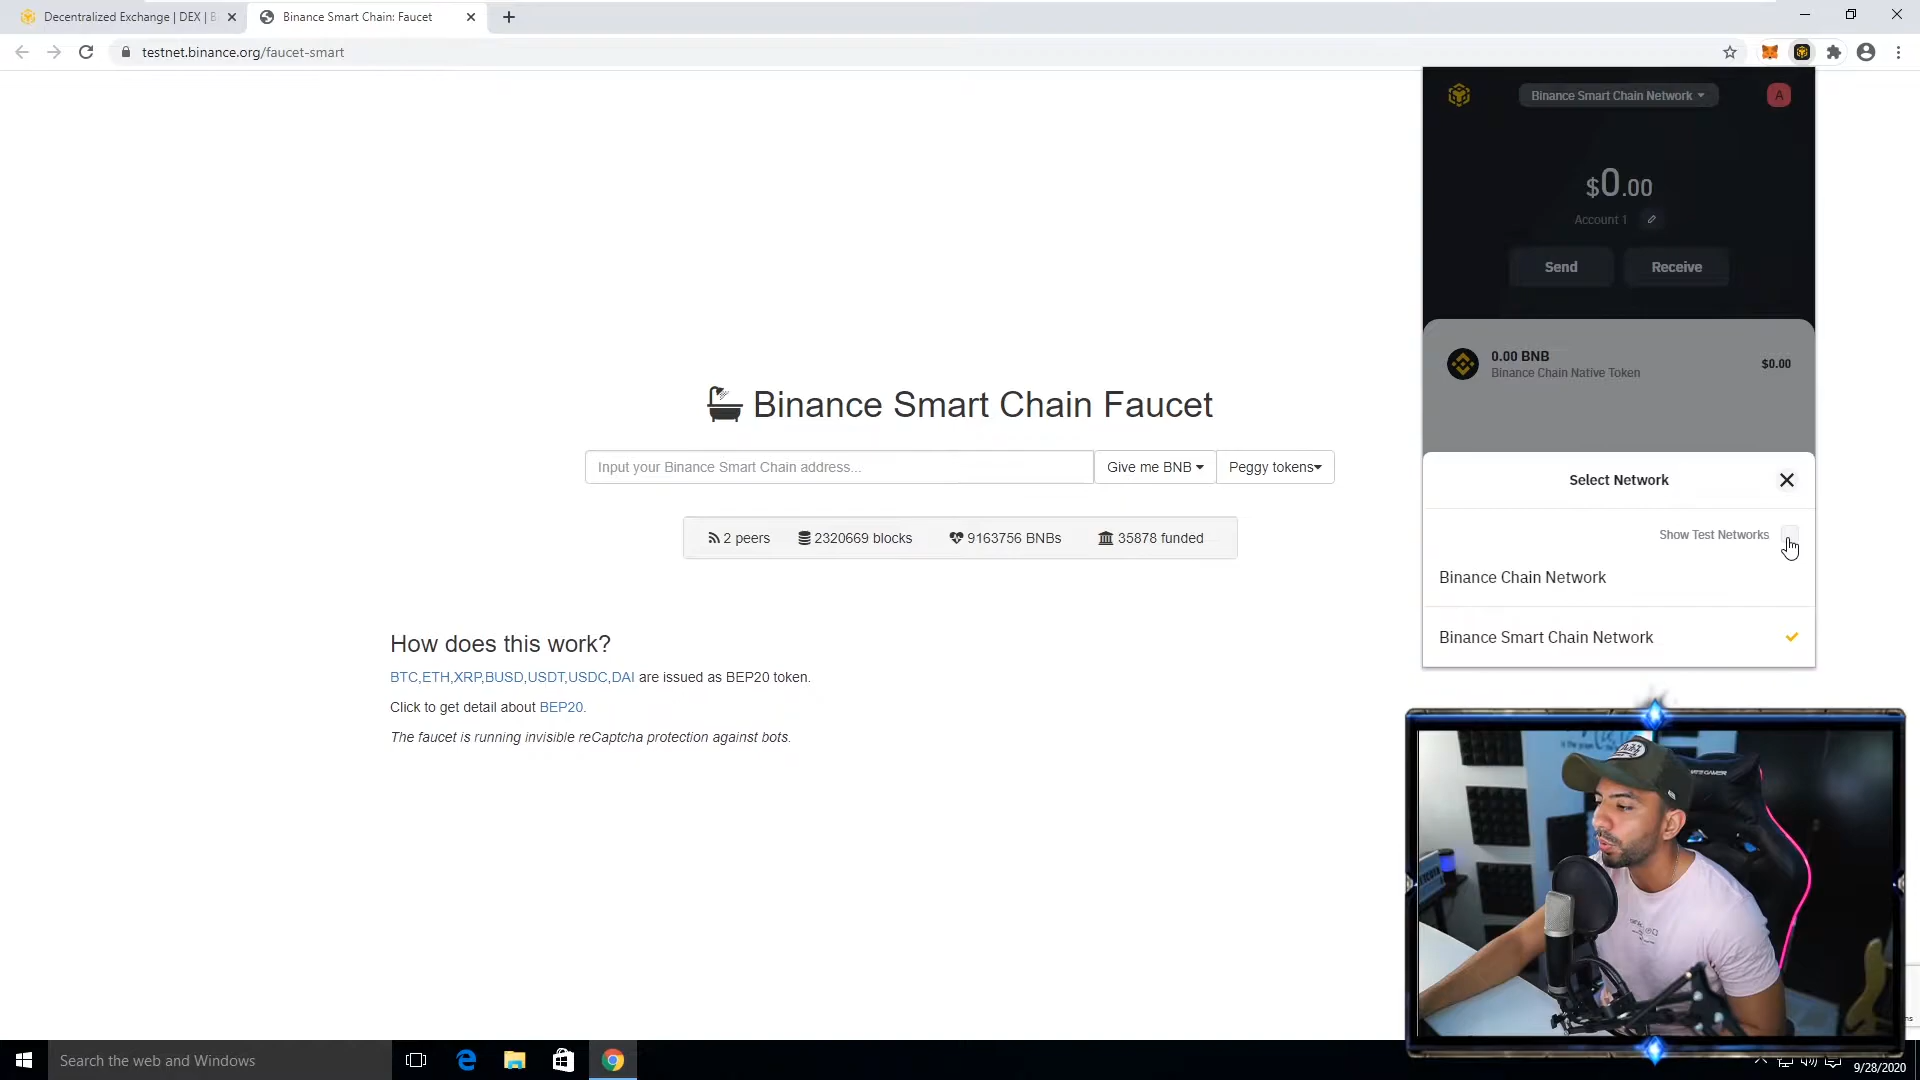 Decentralized Exchange | DEX | B
Binance Smart Chain: Faucet
testnet.binance.org/faucet-smart
Binance Smart Chain Network
A
$0.00
Account 1
Send
Receive
0.00 BNB
Binance Chain Native Token
$0.00
Binance Smart Chain Faucet
Input your Binance Smart Chain address...
Give me BNB
Peggy tokens
Select Network
2 peers
2320669 blocks
9163756 BNBs
35878 funded
Show Test Networks
Binance Chain Network
Binance Smart Chain Network
How does this work?
BTC,ETH,XRP,BUSD,USDT,USDC,DAI are issued as BEP20 token.
Click to get detail about BEP20.
The faucet is running invisible reCaptcha protection against bots.
Search the web and Windows
9/28/2020